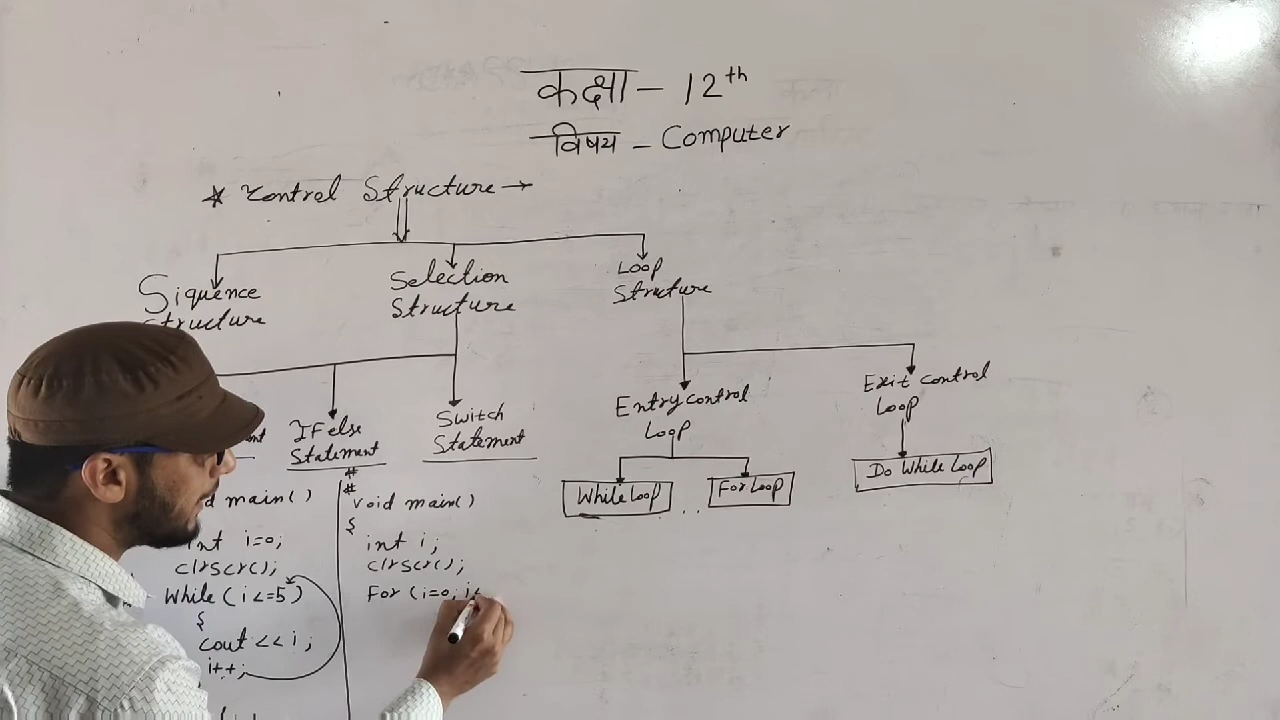 कक्षा - 12th
विषय - Computer
* Control Structure →
Siquence
structure
Selection
Structure
Loop
Structure
IF else
Statement
Switch
Statement
Entry control
Loop
Exit control
Loop
While Loop
For Loop
Do While Loop
main()
int i=0;
clrscr();
While (i<=5)
{
cout <<i;
i++;
#
#
void main()
{
int i;
clrscr();
For (i=0; i